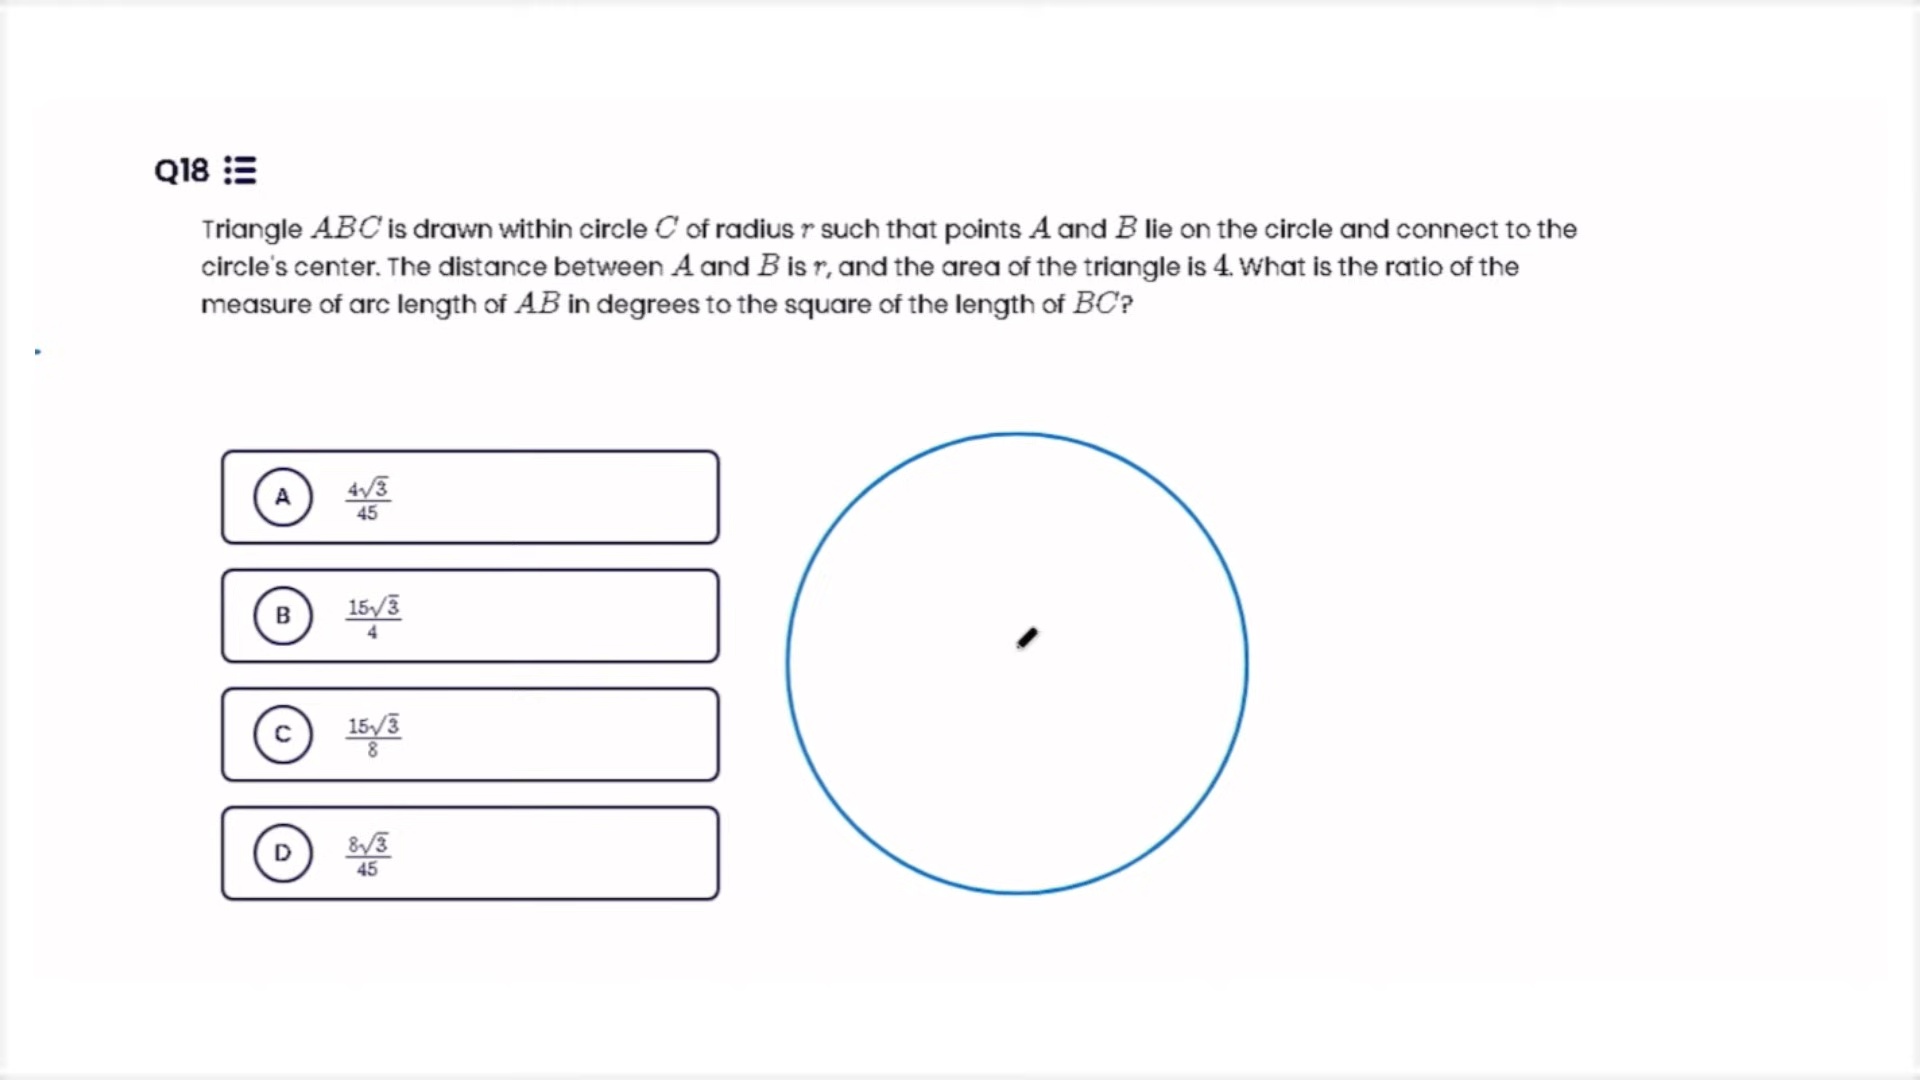 Q18
Triangle ABC is drawn within circle C of radius r such that points A and B lie on the circle and connect to the
circle's center. The distance between A and B is r, and the area of the triangle is 4. What is the ratio of the
measure of arc length of AB in degrees to the square of the length of BC?
A 4√3/45
B 15√3/4
C 15√3/8
D 8√3/45